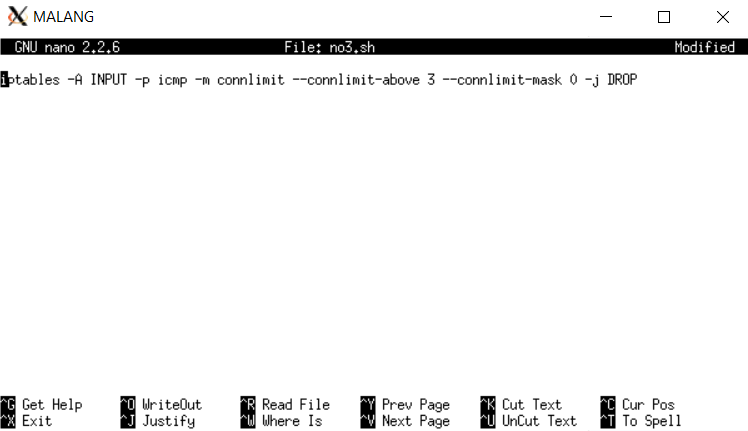 MALANG
GNU nano 2.2.6 File: no3.sh Modified
iptables -A INPUT -p icmp -m connlimit --connlimit-above 3 --connlimit-mask 0 -j DROP
^G Get Help ^O WriteOut ^R Read File ^Y Prev Page ^K Cut Text ^C Cur Pos
^X Exit ^J Justify ^W Where Is ^V Next Page ^U UnCut Text ^T To Spell